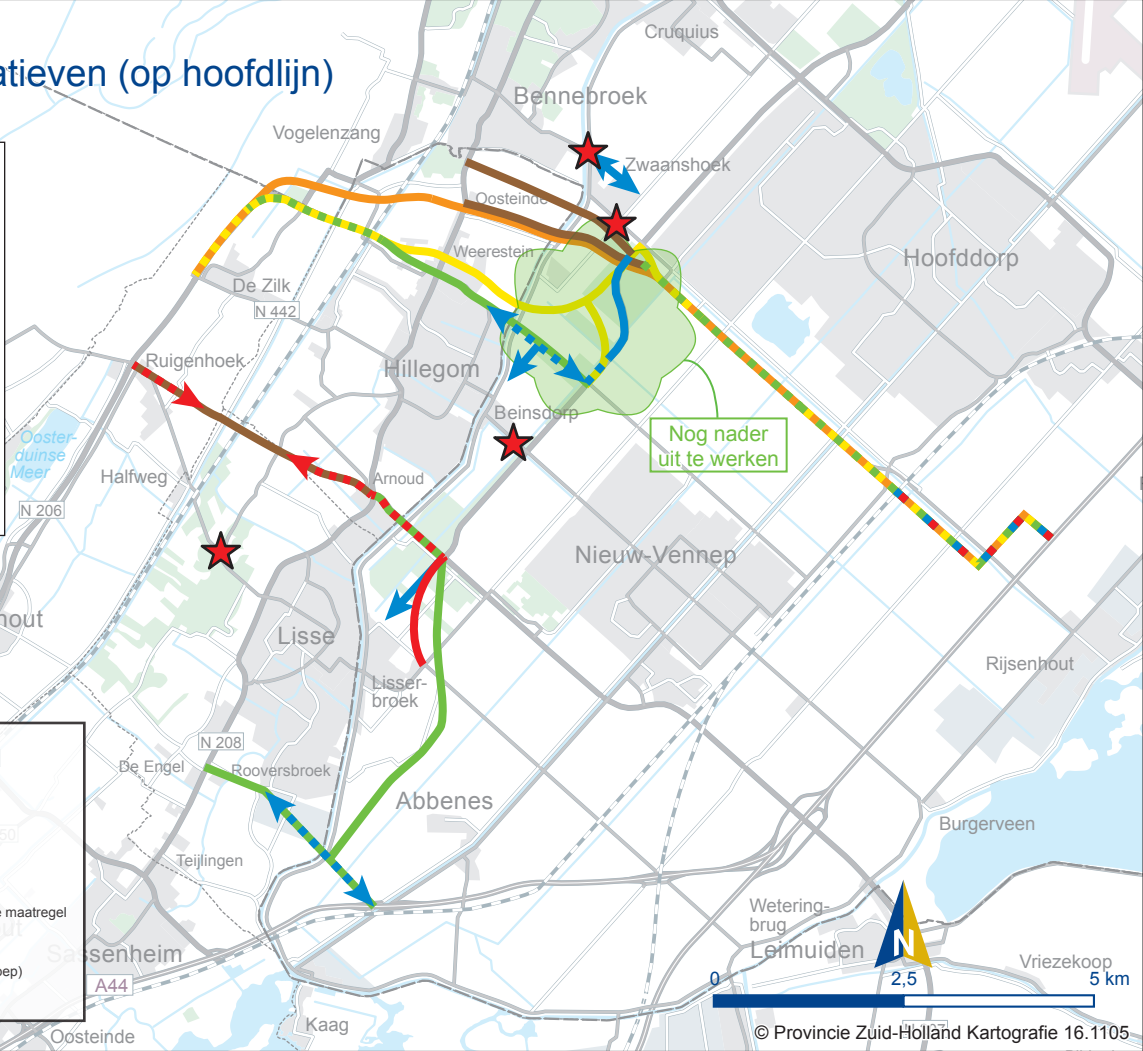 atieven (op hoofdlijn)
Cruquius
Bennebroek
Vogelenzang
Zwaanshoek
Oosteinde
Weerestein
Hoofddorp
De Zilk
N 442
Ruigenhoek
Hillegom
Beinsdorp
Nog nader
uit te werken
Ooster-
duinse
Meer
Halfweg
Arnoud
N 206
Nieuw-Vennep
hout
Lisse
Rijsenhout
Lisser-
broek
N 208
De Engel
Rooversbroek
Abbenes
Burgerveen
Teijlingen
e maatregel
Wetering-
brug
Leimuiden
N
Sassenheim
oep)
Vriezekoop
A44
0 2,5 5 km
Kaag
Oosteinde
© Provincie Zuid-Holland Kartografie 16.1105